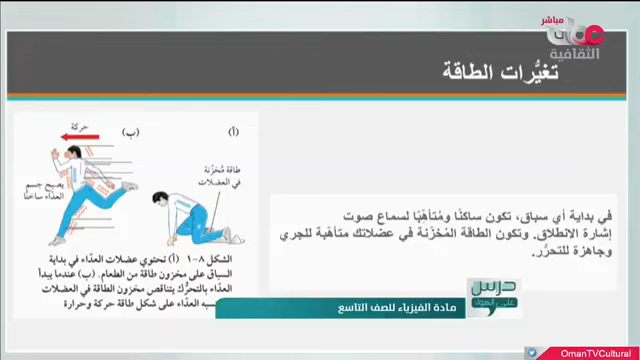 مباشر
الثقافية
تغيُّرات الطاقة
(أ)
(ب)
حركة
طاقة مُخزّنة
في العضلات
يصبح جسم
العدّاء ساخنًا
الشكل ٨-١ (أ) تحتوي عضلات العدّاء في بداية
السباق على مخزون طاقة من الطعام. (ب) عندما يبدأ
العدّاء بالتحرُّك يتناقص مخزون الطاقة في العضلات
العدّاء على شكل طاقة حركة وحرارة
في بداية أي سباق، تكون ساكنًا ومُتأهّبًا لسماع صوت
إشارة الانطلاق. وتكون الطاقة المُخزّنة في عضلاتك متأهّبة للجري
وجاهزة للتحرُّر.
درس
على الهواء
مادة الفيزياء للصف التاسع
OmanTVCultural